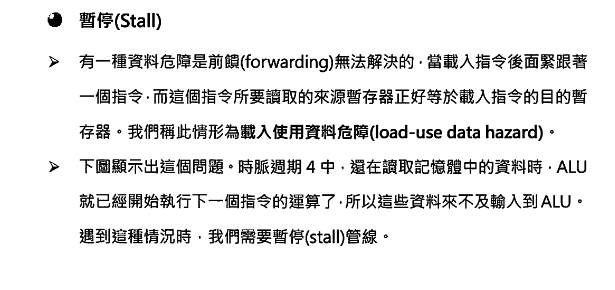 ● 暫停(Stall)
➢ 有一種資料危障是前饋(forwarding)無法解決的，當載入指令後面緊跟著
一個指令，而這個指令所要讀取的來源暫存器正好等於載入指令的目的暫
存器。我們稱此情形為載入使用資料危障(load-use data hazard)。
➢ 下圖顯示出這個問題。時脈週期 4 中，還在讀取記憶體中的資料時，ALU
就已經開始執行下一個指令的運算了，所以這些資料來不及輸入到 ALU。
遇到這種情況時，我們需要暫停(stall)管線。